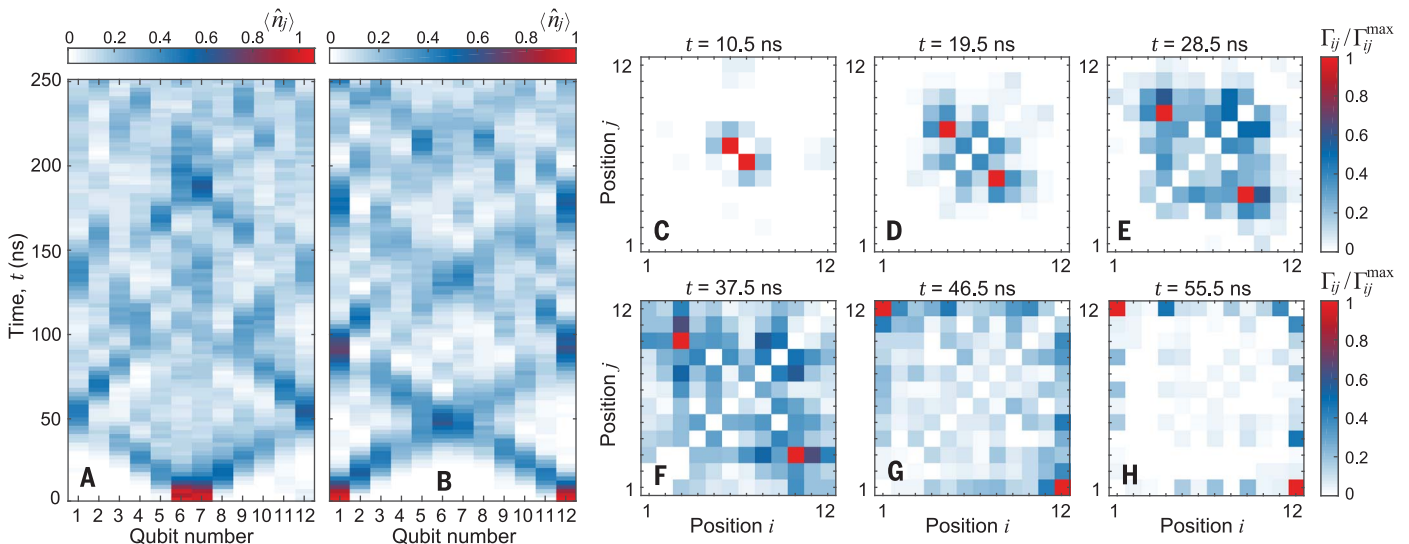 ⟨n̂ⱼ⟩
0 0.2 0.4 0.6 0.8 1
⟨n̂ⱼ⟩
0 0.2 0.4 0.6 0.8 1
250
200
150
100
50
0
Time, t (ns)
A
B
1 2 3 4 5 6 7 8 9 10 11 12
Qubit number
1 2 3 4 5 6 7 8 9 10 11 12
Qubit number
t = 10.5 ns
t = 19.5 ns
t = 28.5 ns
Γij/Γijmax
12
12
12
1
0.8
0.6
0.4
0.2
0
Position j
C
D
E
1
1
1
1 12
1 12
1 12
t = 37.5 ns
t = 46.5 ns
t = 55.5 ns
Γij/Γijmax
12
12
12
1
0.8
0.6
0.4
0.2
0
Position j
F
G
H
1
1
1
1 12
1 12
1 12
Position i
Position i
Position i